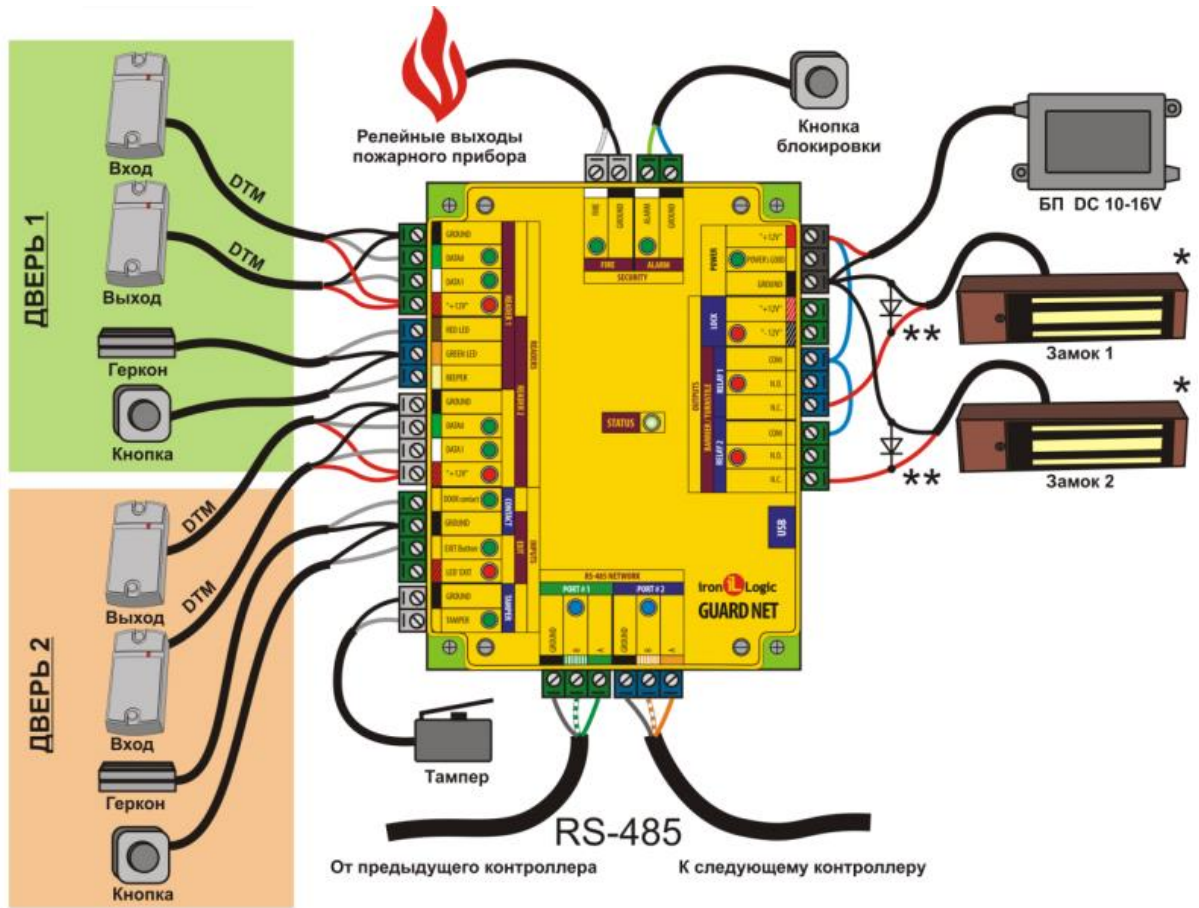 ДВЕРЬ 1
Вход
DTM
Выход
DTM
Геркон
Кнопка
ДВЕРЬ 2
Выход
DTM
Вход
DTM
Геркон
Кнопка
Релейные выходы
пожарного прибора
Кнопка
блокировки
БП DC 10-16V
*
Замок 1
**
*
Замок 2
**
FIRE
GROUND
ALARM
GROUND
FIRE
ALARM
SECURITY
GROUND
DATA0
DATA1
"+12V"
READER 1
RED LED
GREEN LED
BEEPER
READERS
GROUND
DATA0
DATA1
"+12V"
READER 2
DOOR contact
GROUND
CONTACT
EXIT Button
LED EXIT
EXIT
INPUTS
GROUND
TAMPER
TAMPER
POWER
"+12V"
POWER is GOOD
GROUND
LOCK
"+12V"
"-12V"
OUTPUTS
BARRIER / TURNSTILE
RELAY 1
COM
N.O.
N.C.
RELAY 2
COM
N.O.
N.C.
STATUS
USB
RS-485 NETWORK
PORT # 1
PORT # 2
GROUND
B
A
GROUND
B
A
iron Logic
GUARD NET
Тампер
RS-485
От предыдущего контроллера
К следующему контроллеру